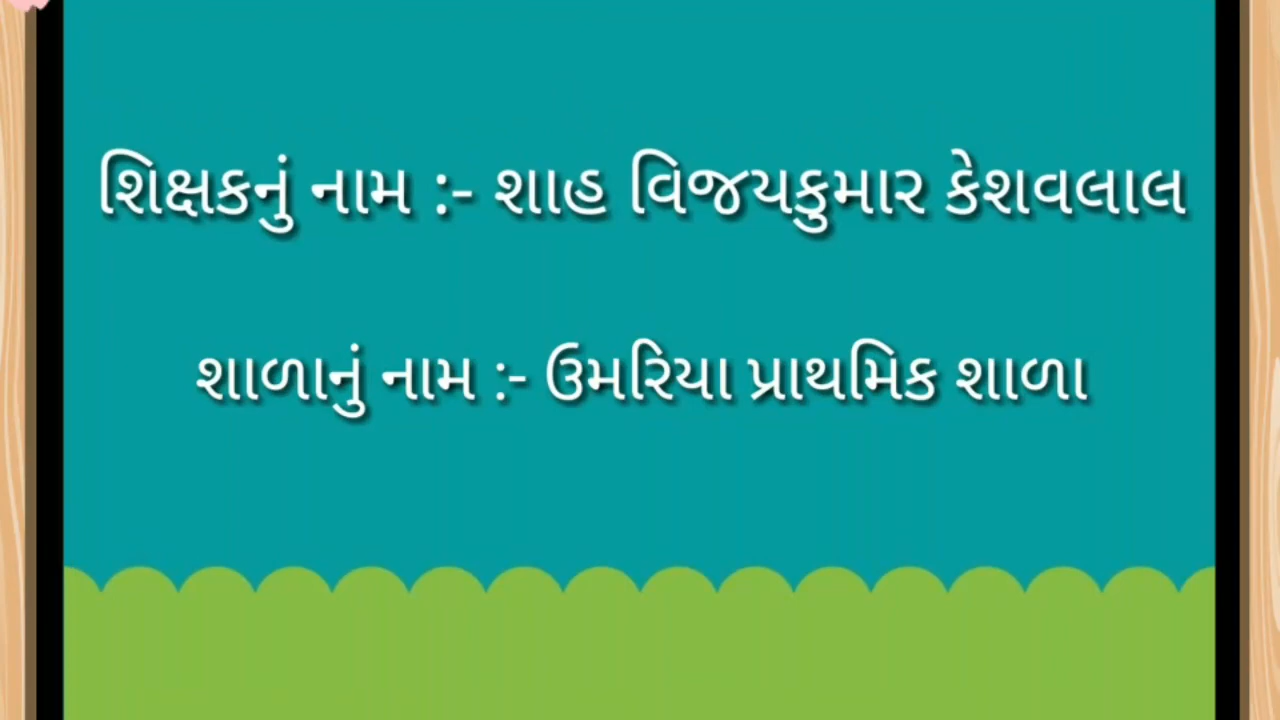 શિક્ષકનું નામ :- શાહ વિજયકુમાર કેશવલાલ
શાળાનું નામ :- ઉમરિયા પ્રાથમિક શાળા